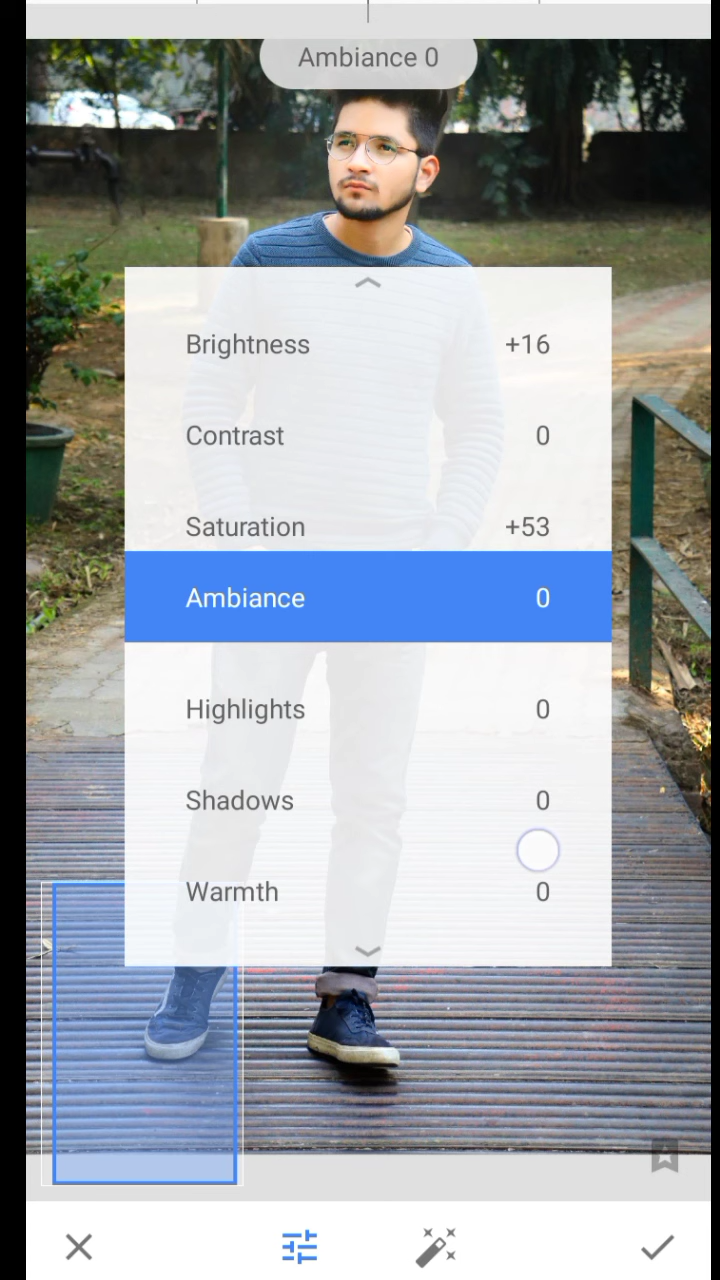 Ambiance 0
Brightness +16
Contrast 0
Saturation +53
Ambiance 0
Highlights 0
Shadows 0
Warmth 0